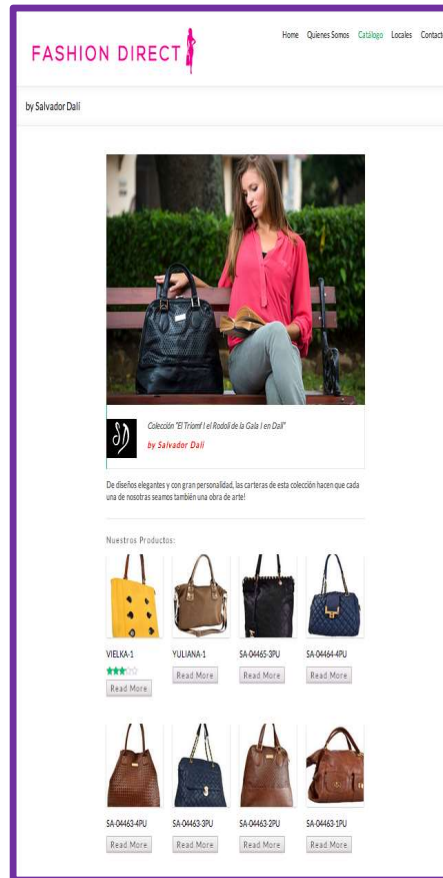 FASHION DIRECT
Home Quienes Somos Catálogo Locales Contacto
by Salvador Dalí
SD
Colección "El Triomf I el Rodoli de la Gala I en Dalí"
by Salvador Dalí
De diseños elegantes y con gran personalidad, las carteras de esta colección hacen que cada
una de nosotras seamos también una obra de arte!
Nuestros Productos:
VIELKA-1 YULIANA-1 SA-04465-3PU SA-04464-4PU
Read More Read More Read More
Read More
SA-04463-4PU SA-04463-3PU SA-04463-2PU SA-04463-1PU
Read More Read More Read More Read More